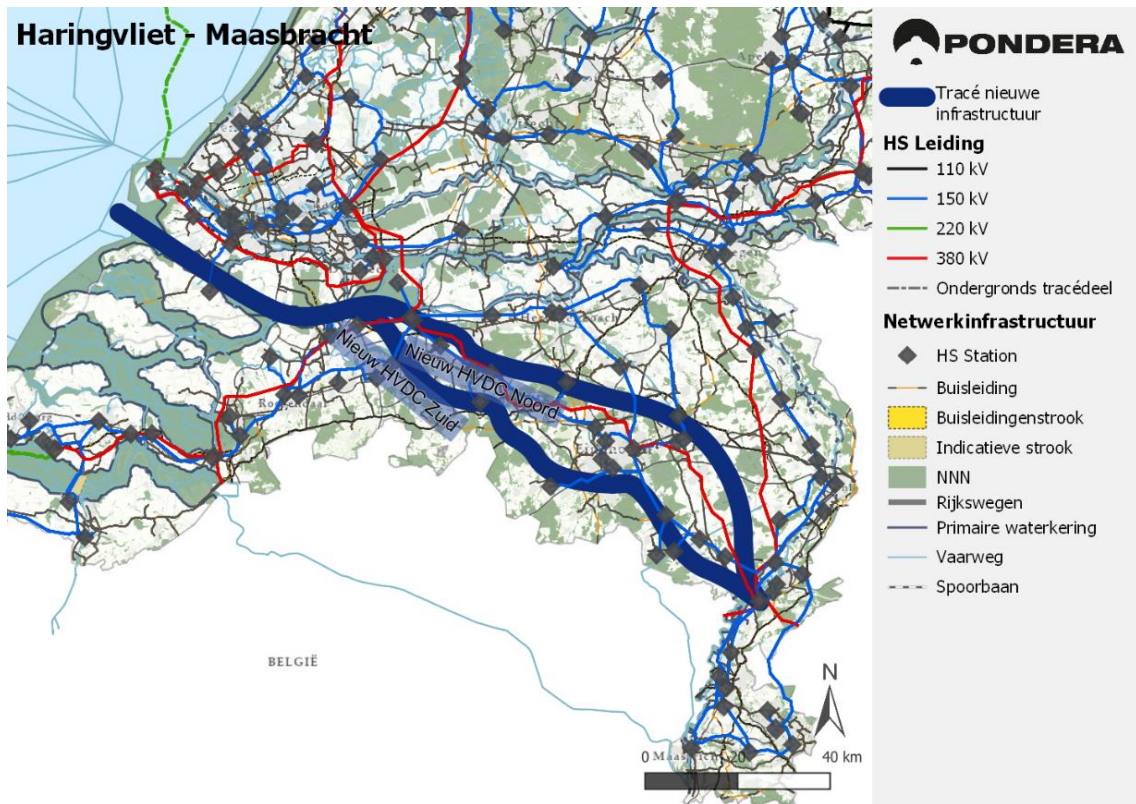 Haringvliet - Maasbracht
Nieuw HVDC Noord
Nieuw HVDC Zuid
BELGIË
N
0 20 40 km
PONDERA
Tracé nieuwe
infrastructuur
HS Leiding
110 kV
150 kV
220 kV
380 kV
Ondergronds tracédeel
Netwerkinfrastructuur
HS Station
Buisleiding
Buisleidingenstrook
Indicatieve strook
NNN
Rijkswegen
Primaire waterkering
Vaarweg
Spoorbaan